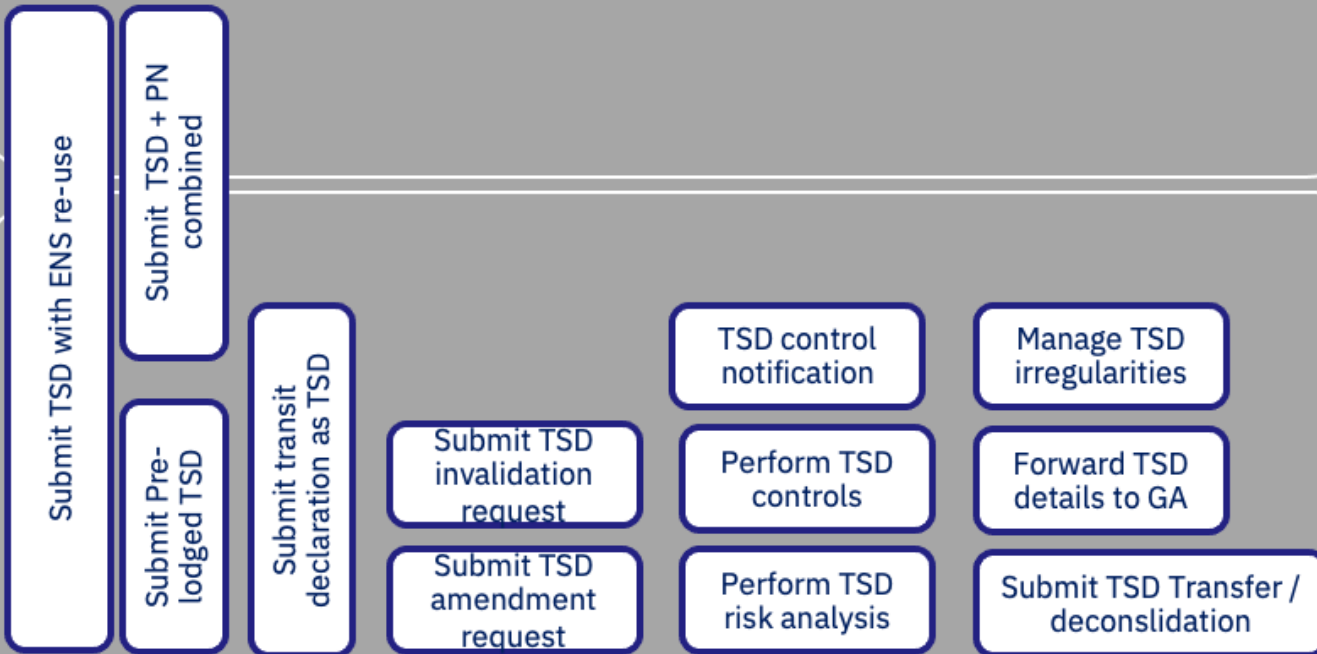 Submit TSD with ENS re-use
Submit TSD + PN
combined
Submit Pre-
lodged TSD
Submit transit
declaration as TSD
Submit TSD
invalidation
request
Submit TSD
amendment
request
TSD control
notification
Perform TSD
controls
Perform TSD
risk analysis
Manage TSD
irregularities
Forward TSD
details to GA
Submit TSD Transfer /
deconslidation